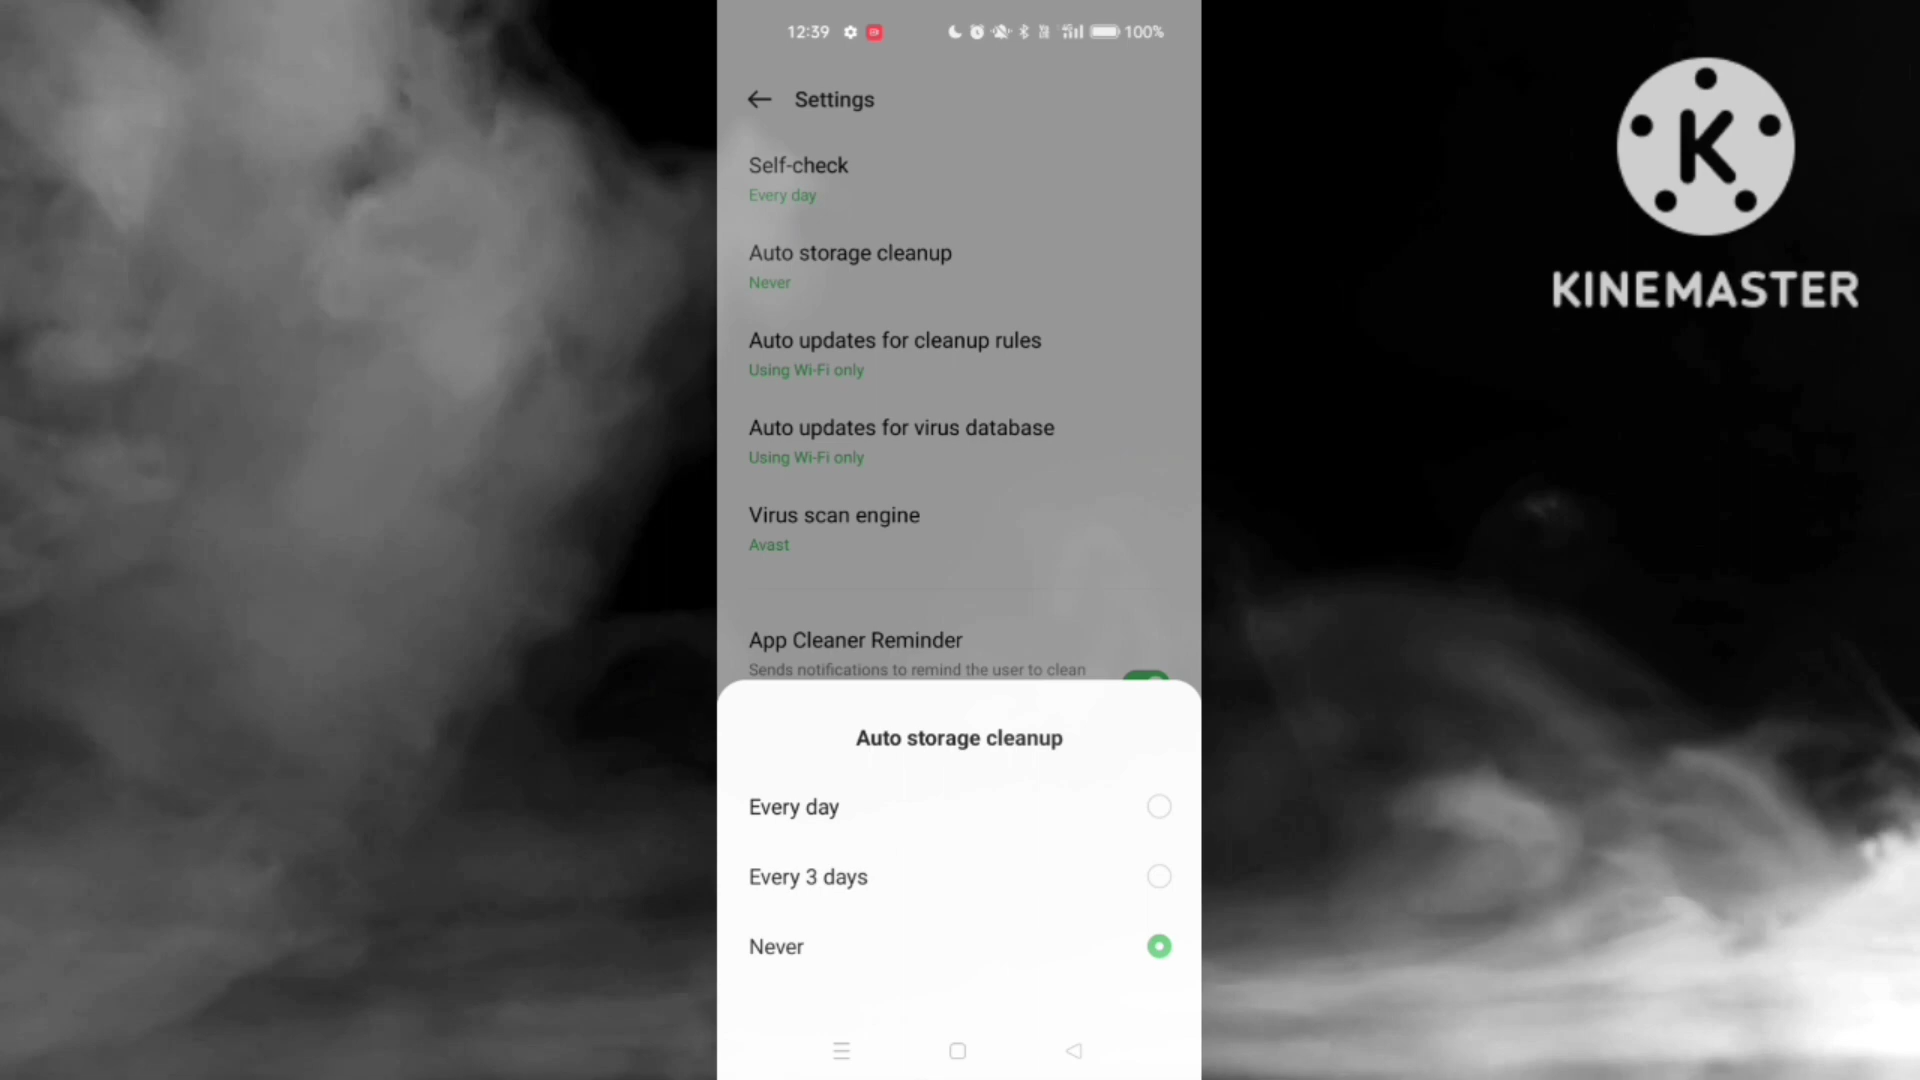 12:39
100%
Settings
Self-check
Every day
Auto storage cleanup
Never
Auto updates for cleanup rules
Using Wi-Fi only
Auto updates for virus database
Using Wi-Fi only
Virus scan engine
Avast
App Cleaner Reminder
Sends notifications to remind the user to clean
Auto storage cleanup
Every day
Every 3 days
Never
K
KINEMASTER